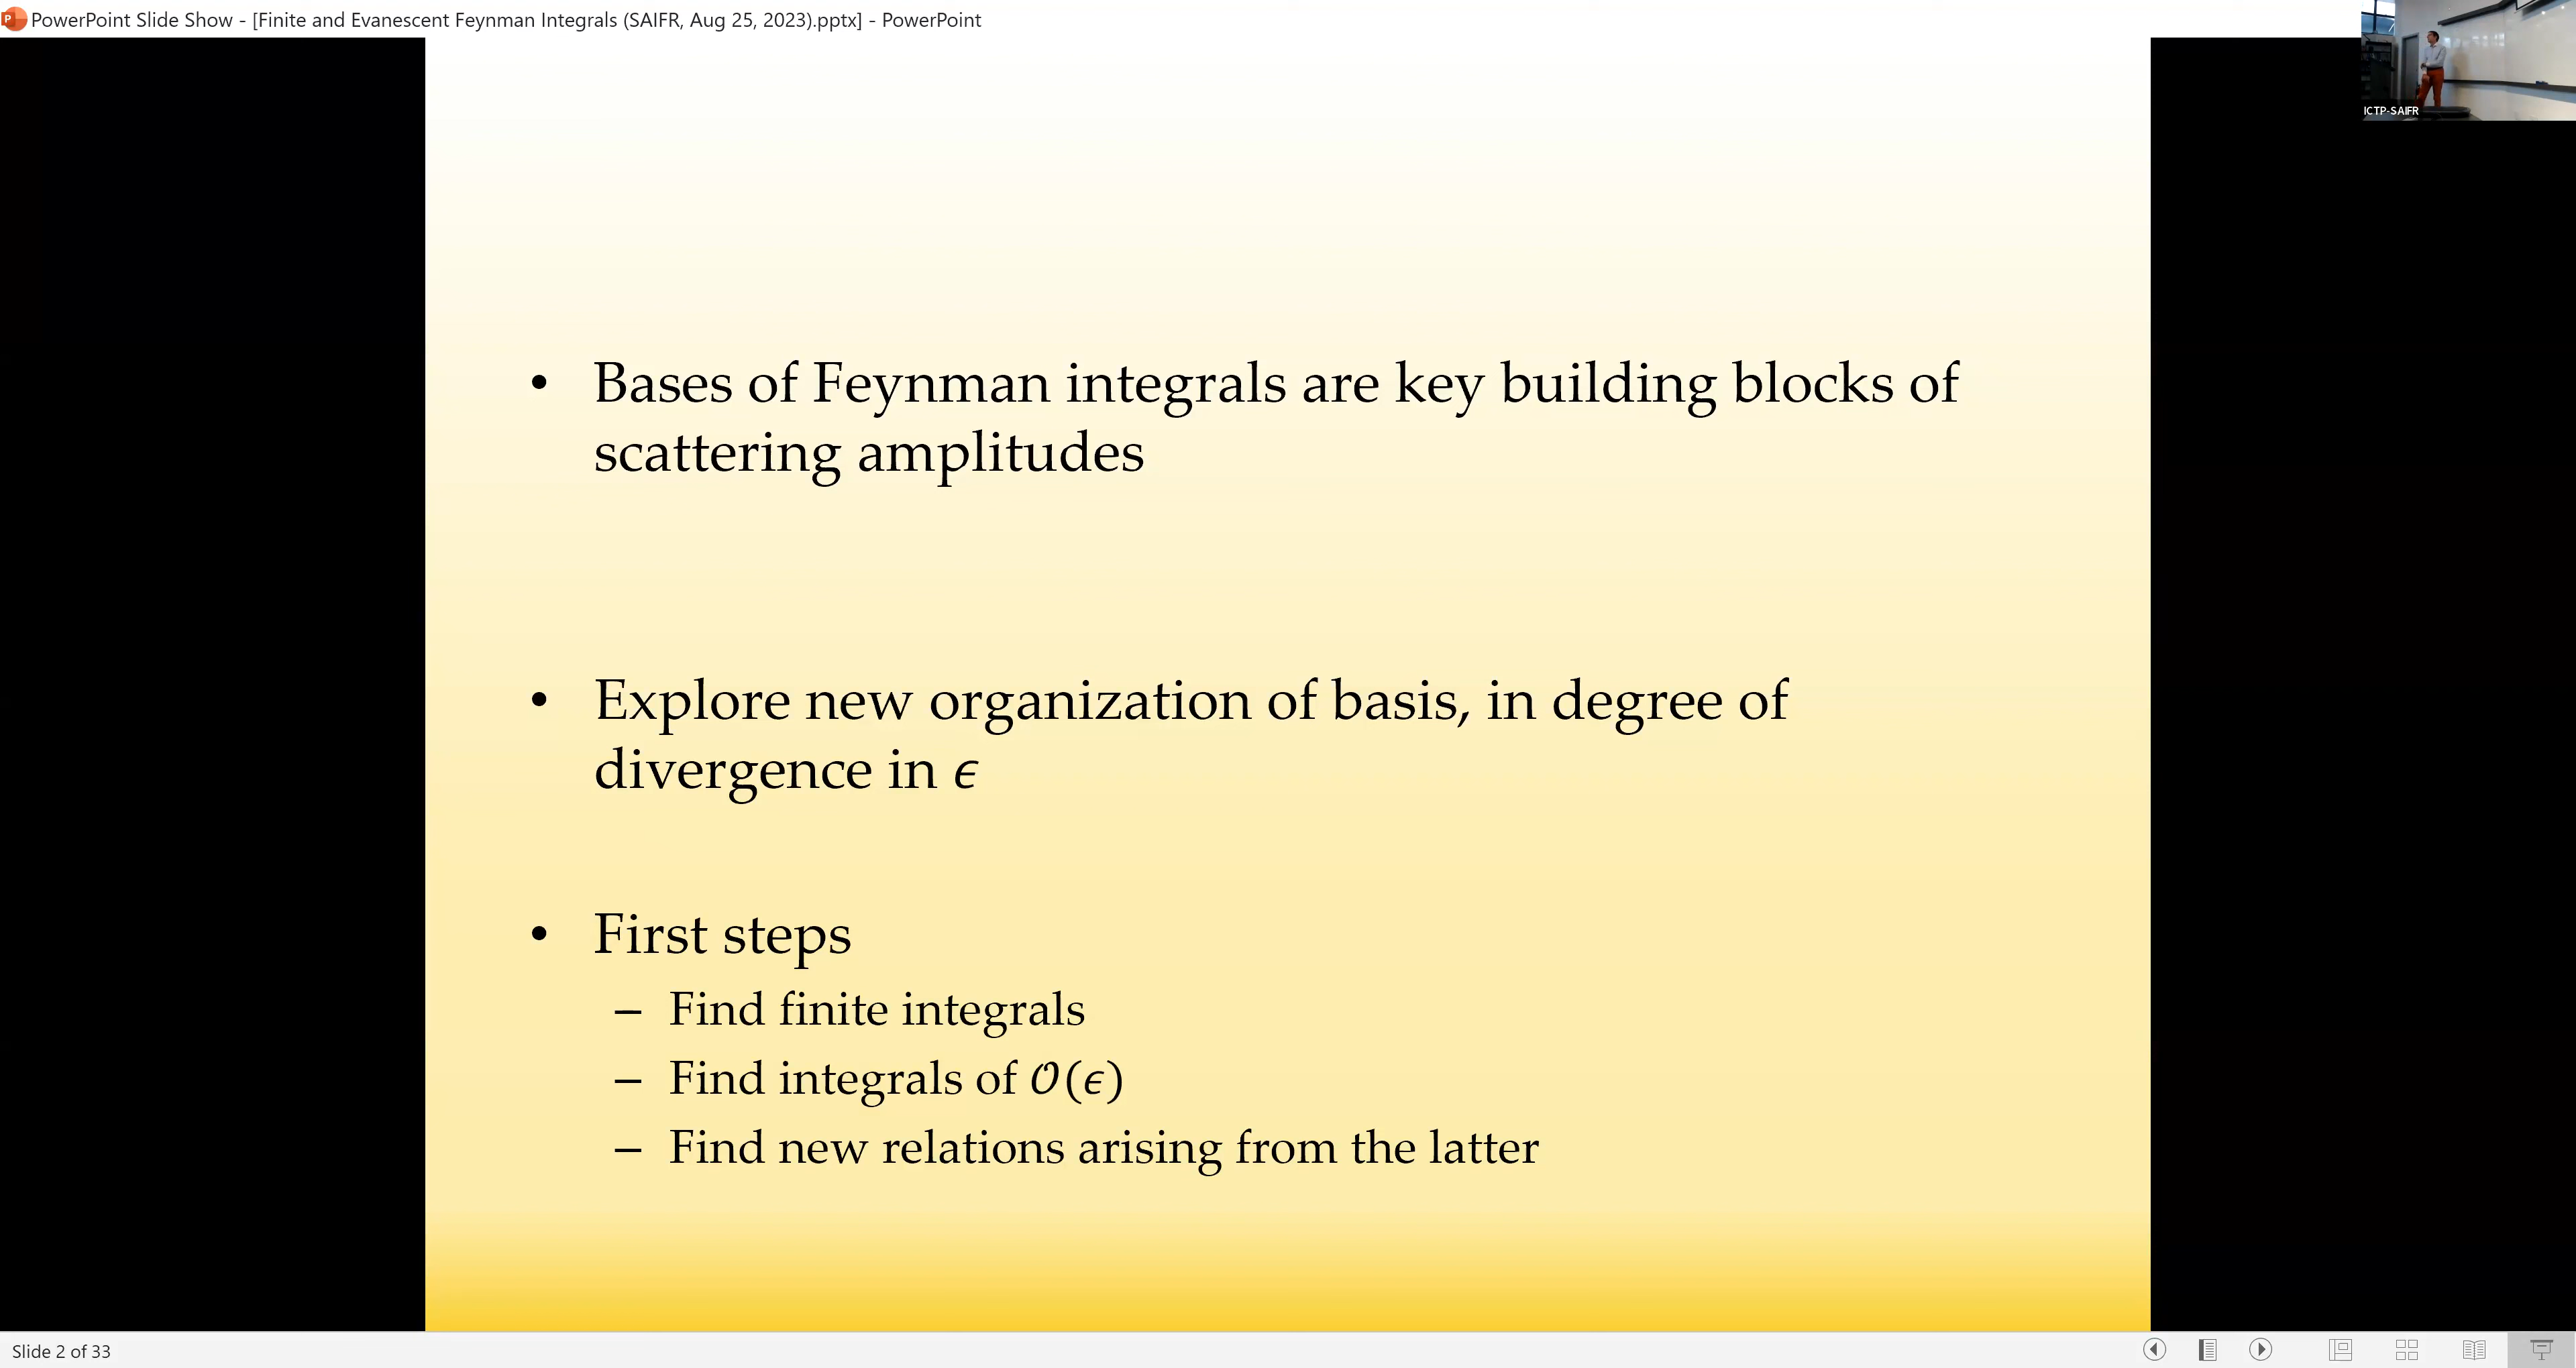 PowerPoint Slide Show - [Finite and Evanescent Feynman Integrals (SAIFR, Aug 25, 2023).pptx] - PowerPoint
ICTP-SAIFR
• Bases of Feynman integrals are key building blocks of
scattering amplitudes
• Explore new organization of basis, in degree of
divergence in ϵ
• First steps
– Find finite integrals
– Find integrals of 𝒪(ϵ)
– Find new relations arising from the latter
Slide 2 of 33